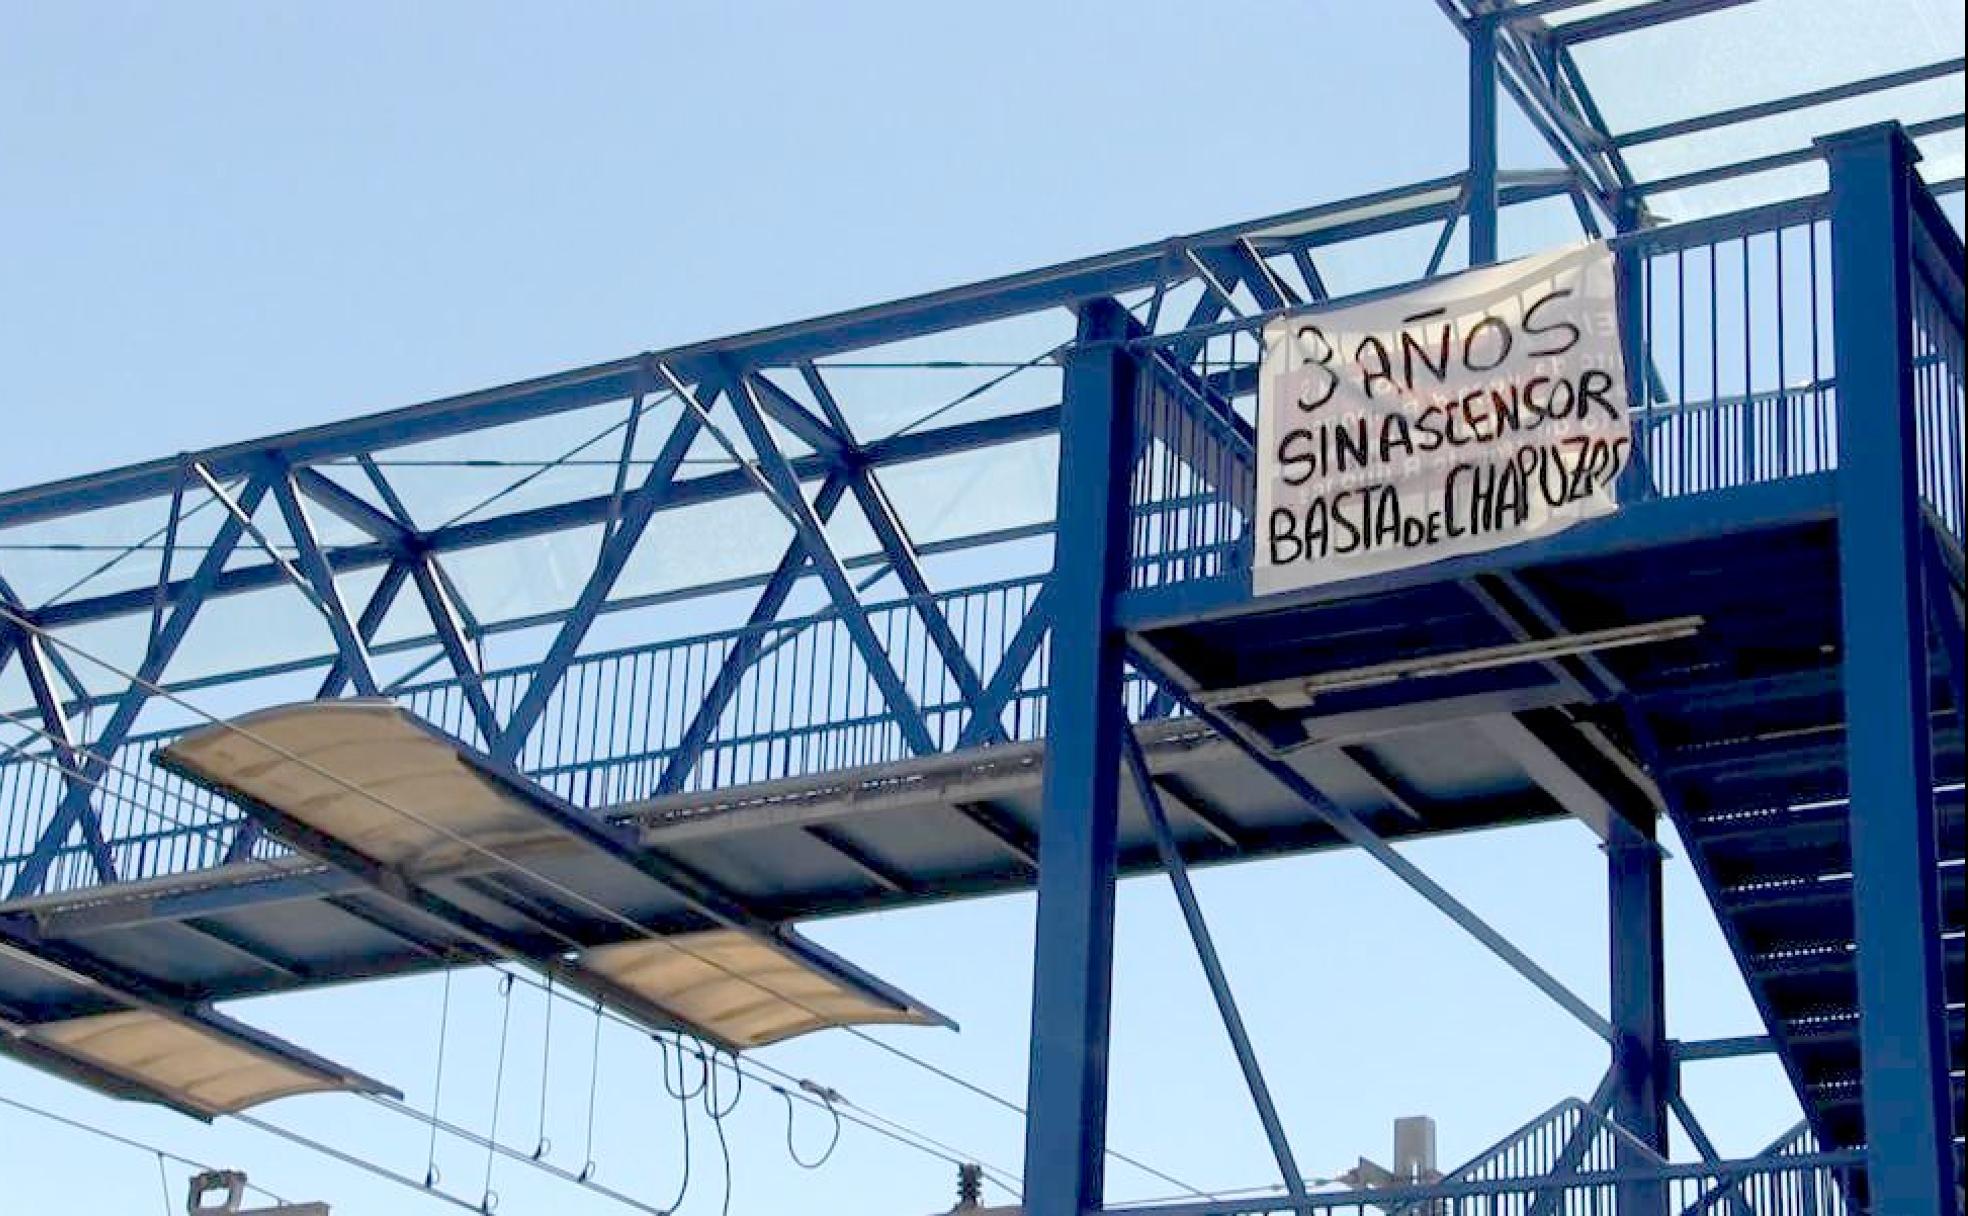 3 AÑOS
SIN ASCENSOR
BASTA DE CHAPUZAS